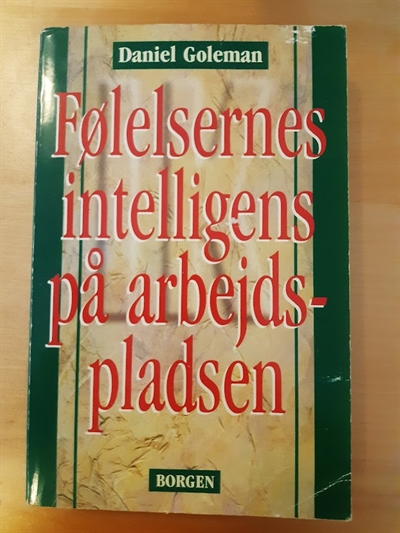 Daniel Goleman
Følelsernes
intelligens
på arbejds-
pladsen
BORGEN